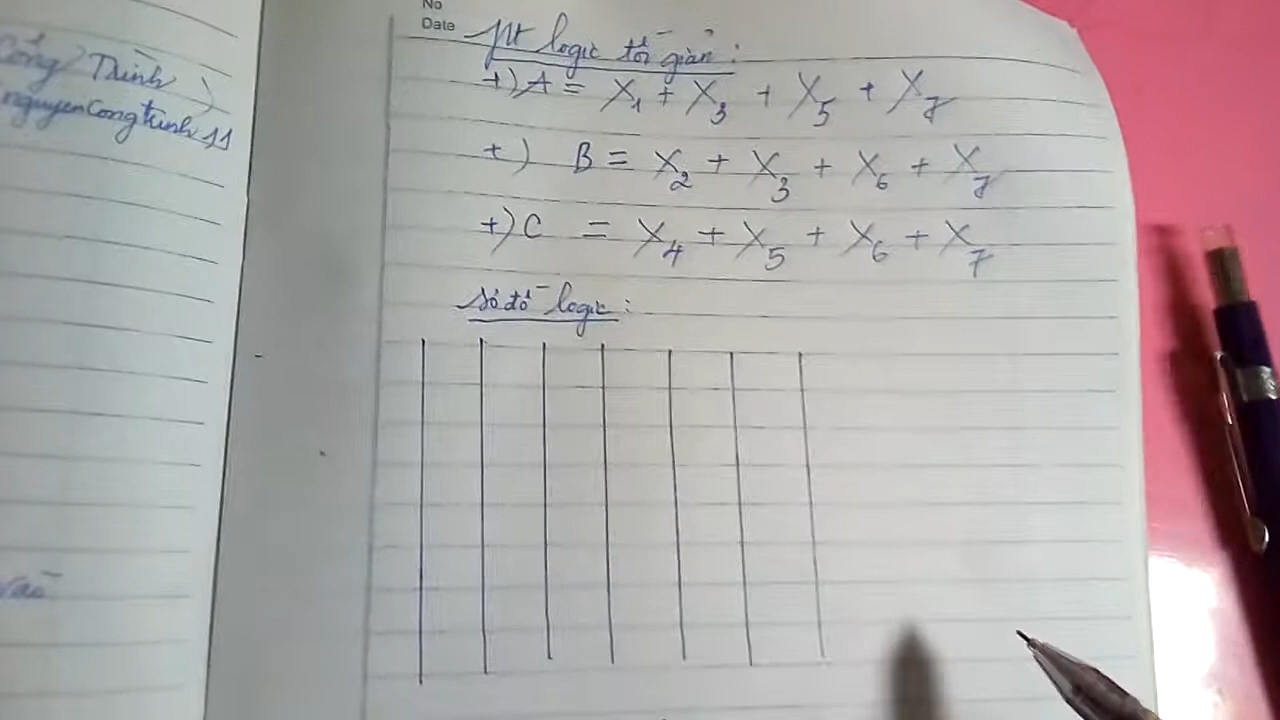 Công Trình )
nguyencongtrinh11
vào
No
Date
pt logic tối giản :
+) A = X1 + X3 + X5 + X7
+) B = X2 + X3 + X6 + X7
+) C = X4 + X5 + X6 + X7
sơ đồ logic :